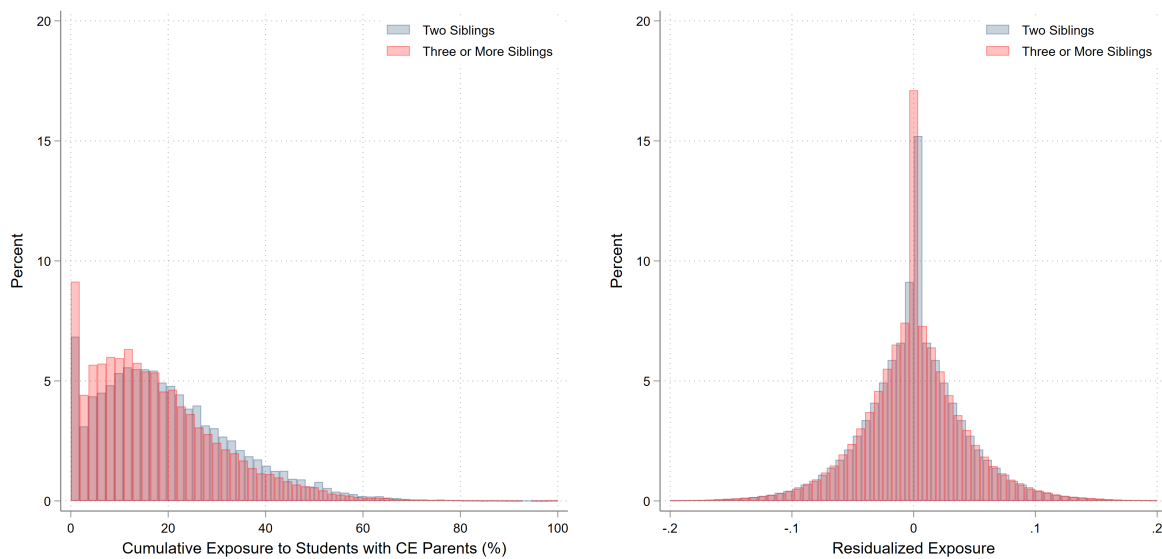 20
15
10
5
0
Percent
Two Siblings
Three or More Siblings
0
20
40
60
80
100
Cumulative Exposure to Students with CE Parents (%)
20
15
10
5
0
Percent
Two Siblings
Three or More Siblings
-.2
-.1
0
.1
.2
Residualized Exposure